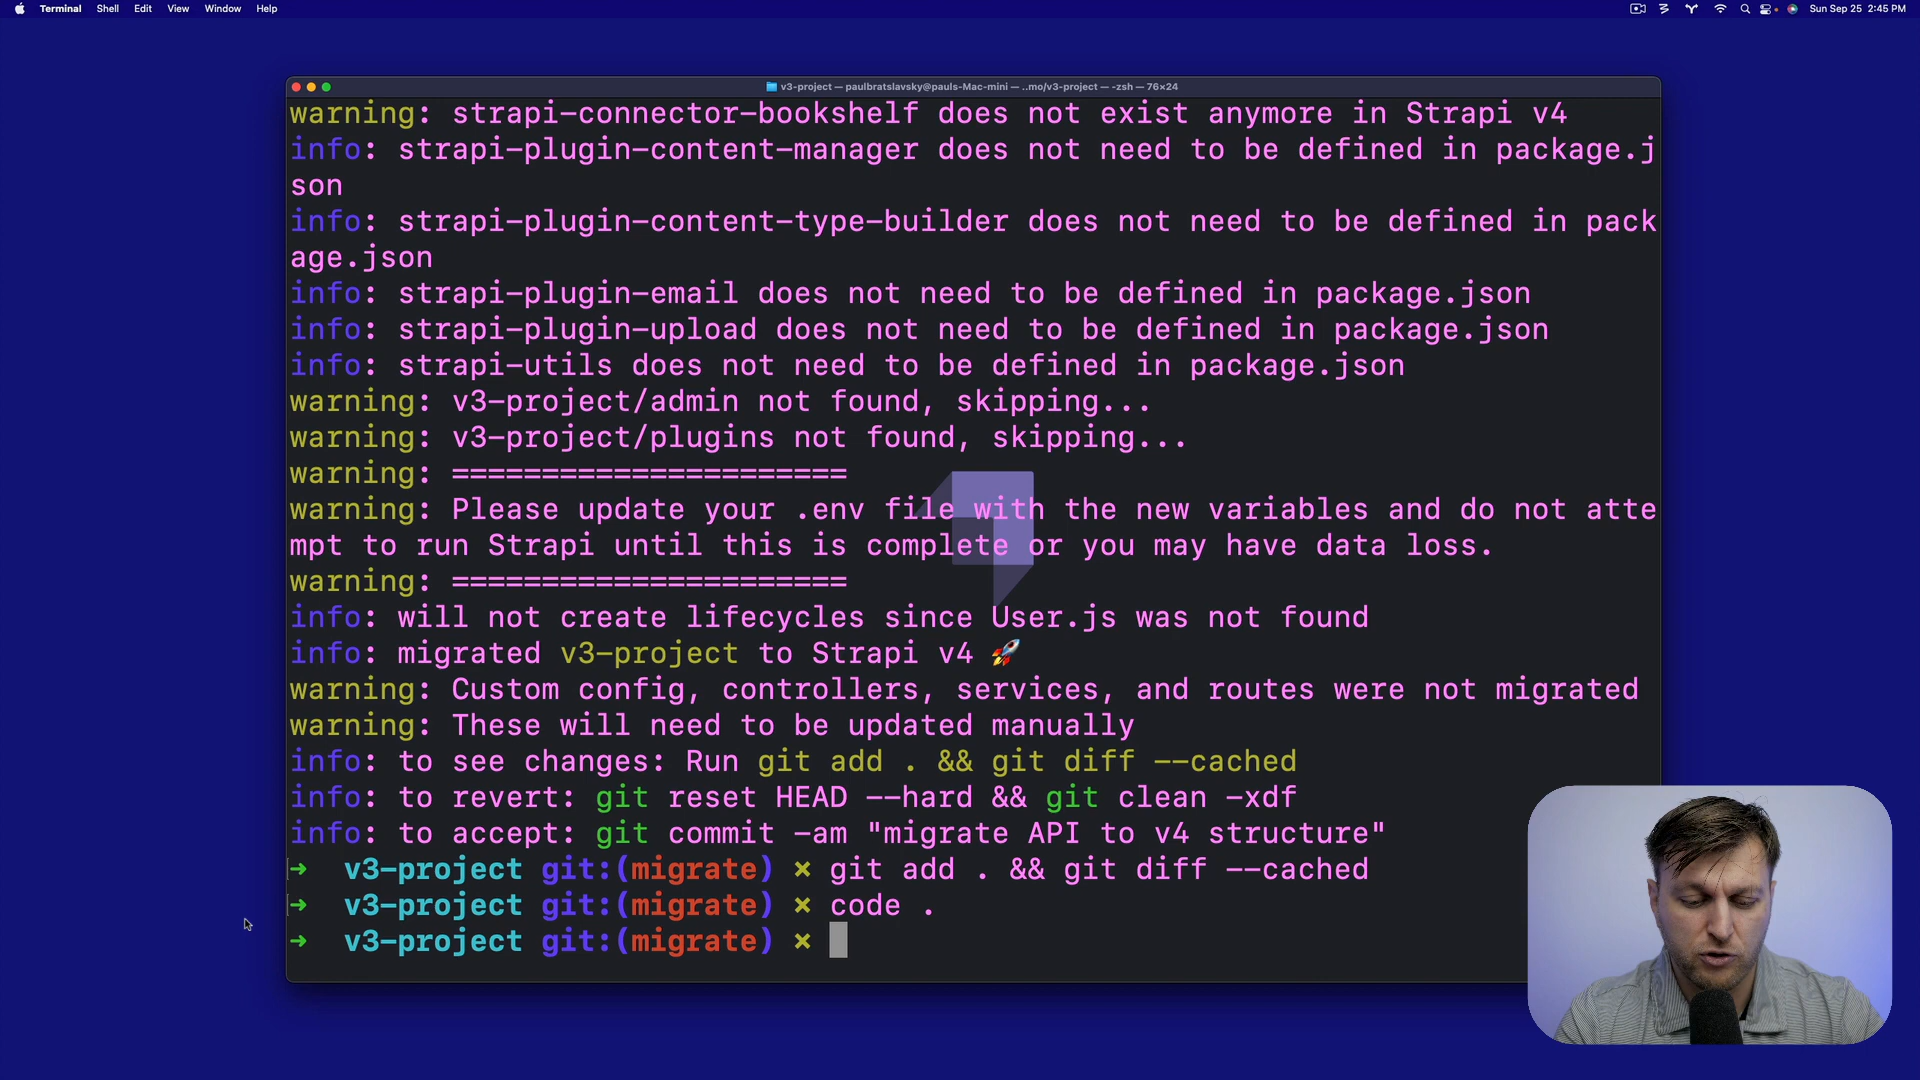 Terminal Shell Edit View Window Help Sun Sep 25 2:45 PM
v3-project — paulbratslavsky@pauls-Mac-mini — ..mo/v3-project — -zsh — 76×24
warning: strapi-connector-bookshelf does not exist anymore in Strapi v4
info: strapi-plugin-content-manager does not need to be defined in package.j
son
info: strapi-plugin-content-type-builder does not need to be defined in pack
age.json
info: strapi-plugin-email does not need to be defined in package.json
info: strapi-plugin-upload does not need to be defined in package.json
info: strapi-utils does not need to be defined in package.json
warning: v3-project/admin not found, skipping...
warning: v3-project/plugins not found, skipping...
warning: ======================
warning: Please update your .env file with the new variables and do not atte
mpt to run Strapi until this is complete or you may have data loss.
warning: ======================
info: will not create lifecycles since User.js was not found
info: migrated v3-project to Strapi v4 🚀
warning: Custom config, controllers, services, and routes were not migrated
warning: These will need to be updated manually
info: to see changes: Run git add . && git diff --cached
info: to revert: git reset HEAD --hard && git clean -xdf
info: to accept: git commit -am "migrate API to v4 structure"
→ v3-project git:(migrate) × git add . && git diff --cached
→ v3-project git:(migrate) × code .
→ v3-project git:(migrate) ×